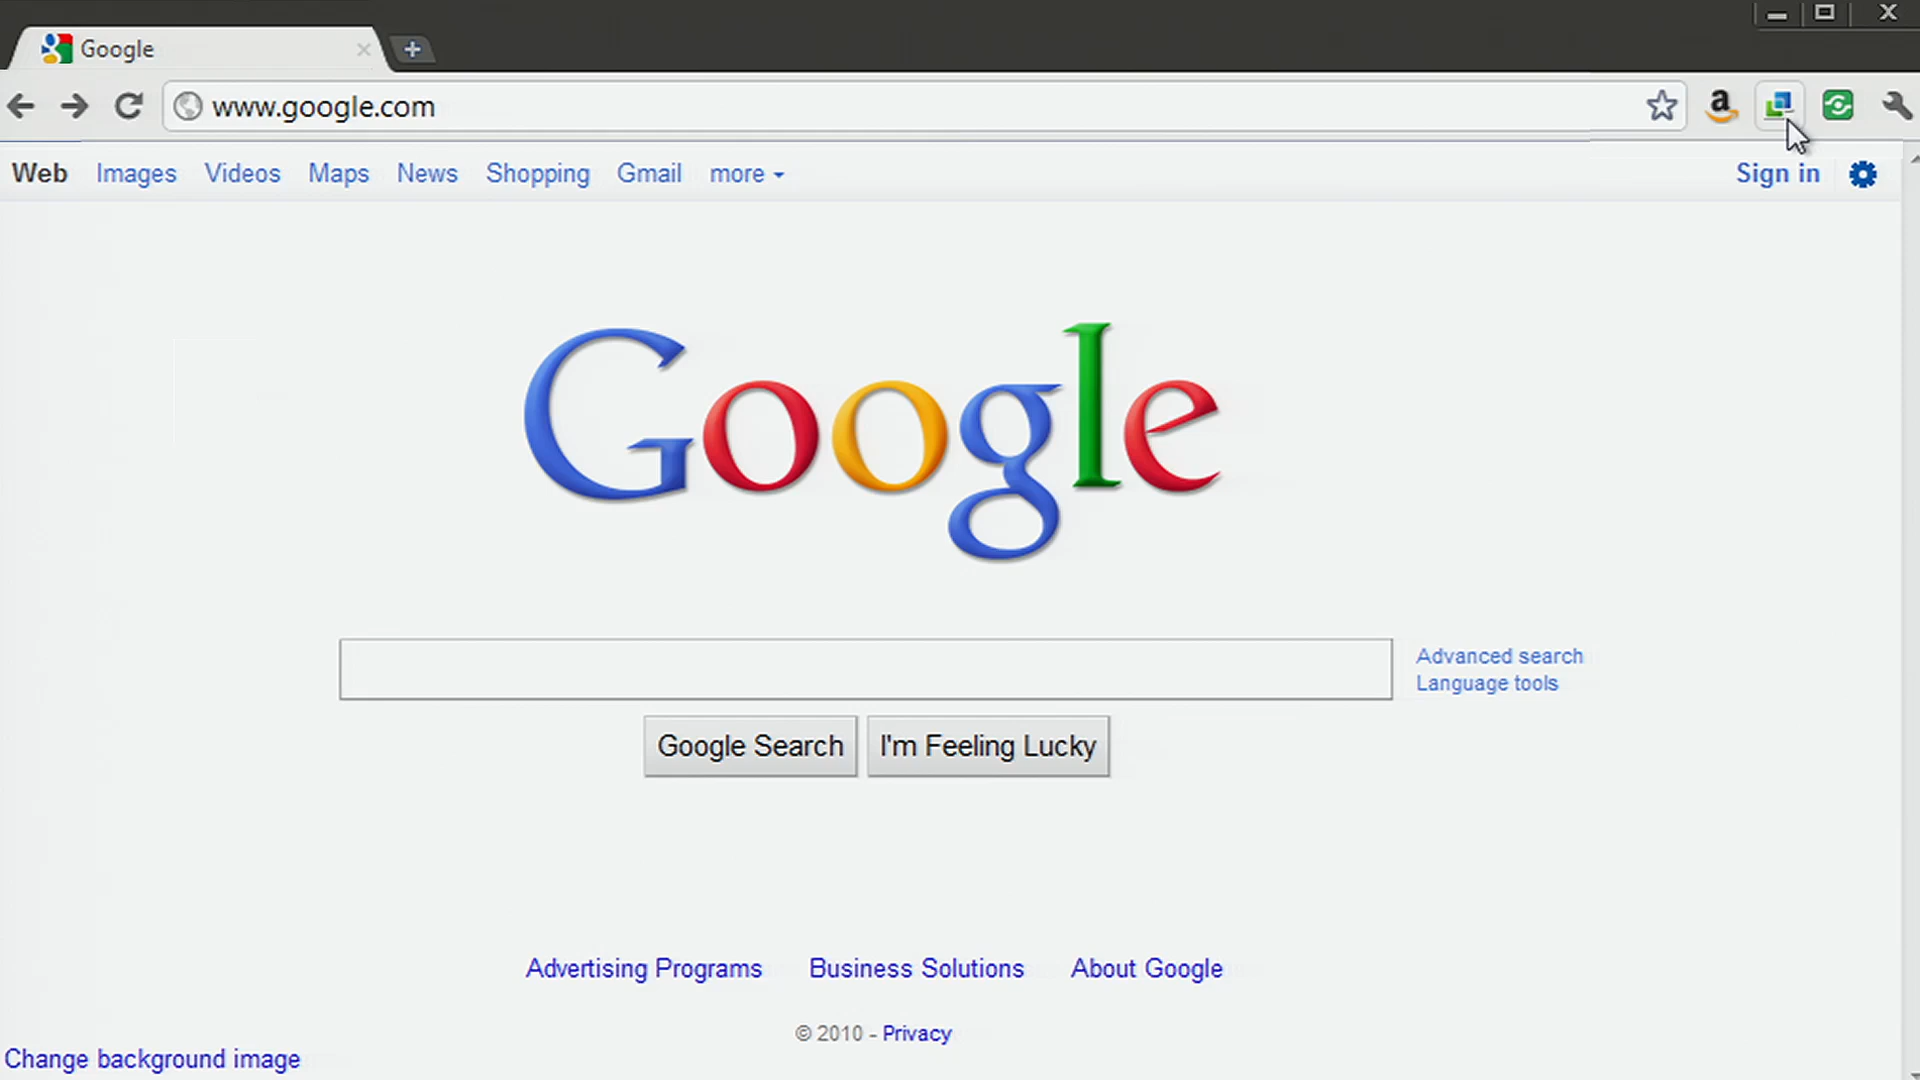 Google
www.google.com
Web Images Videos Maps News Shopping Gmail more Sign in
Google
Advanced search
Language tools
Google Search I'm Feeling Lucky
Advertising Programs Business Solutions About Google
© 2010 - Privacy
Change background image